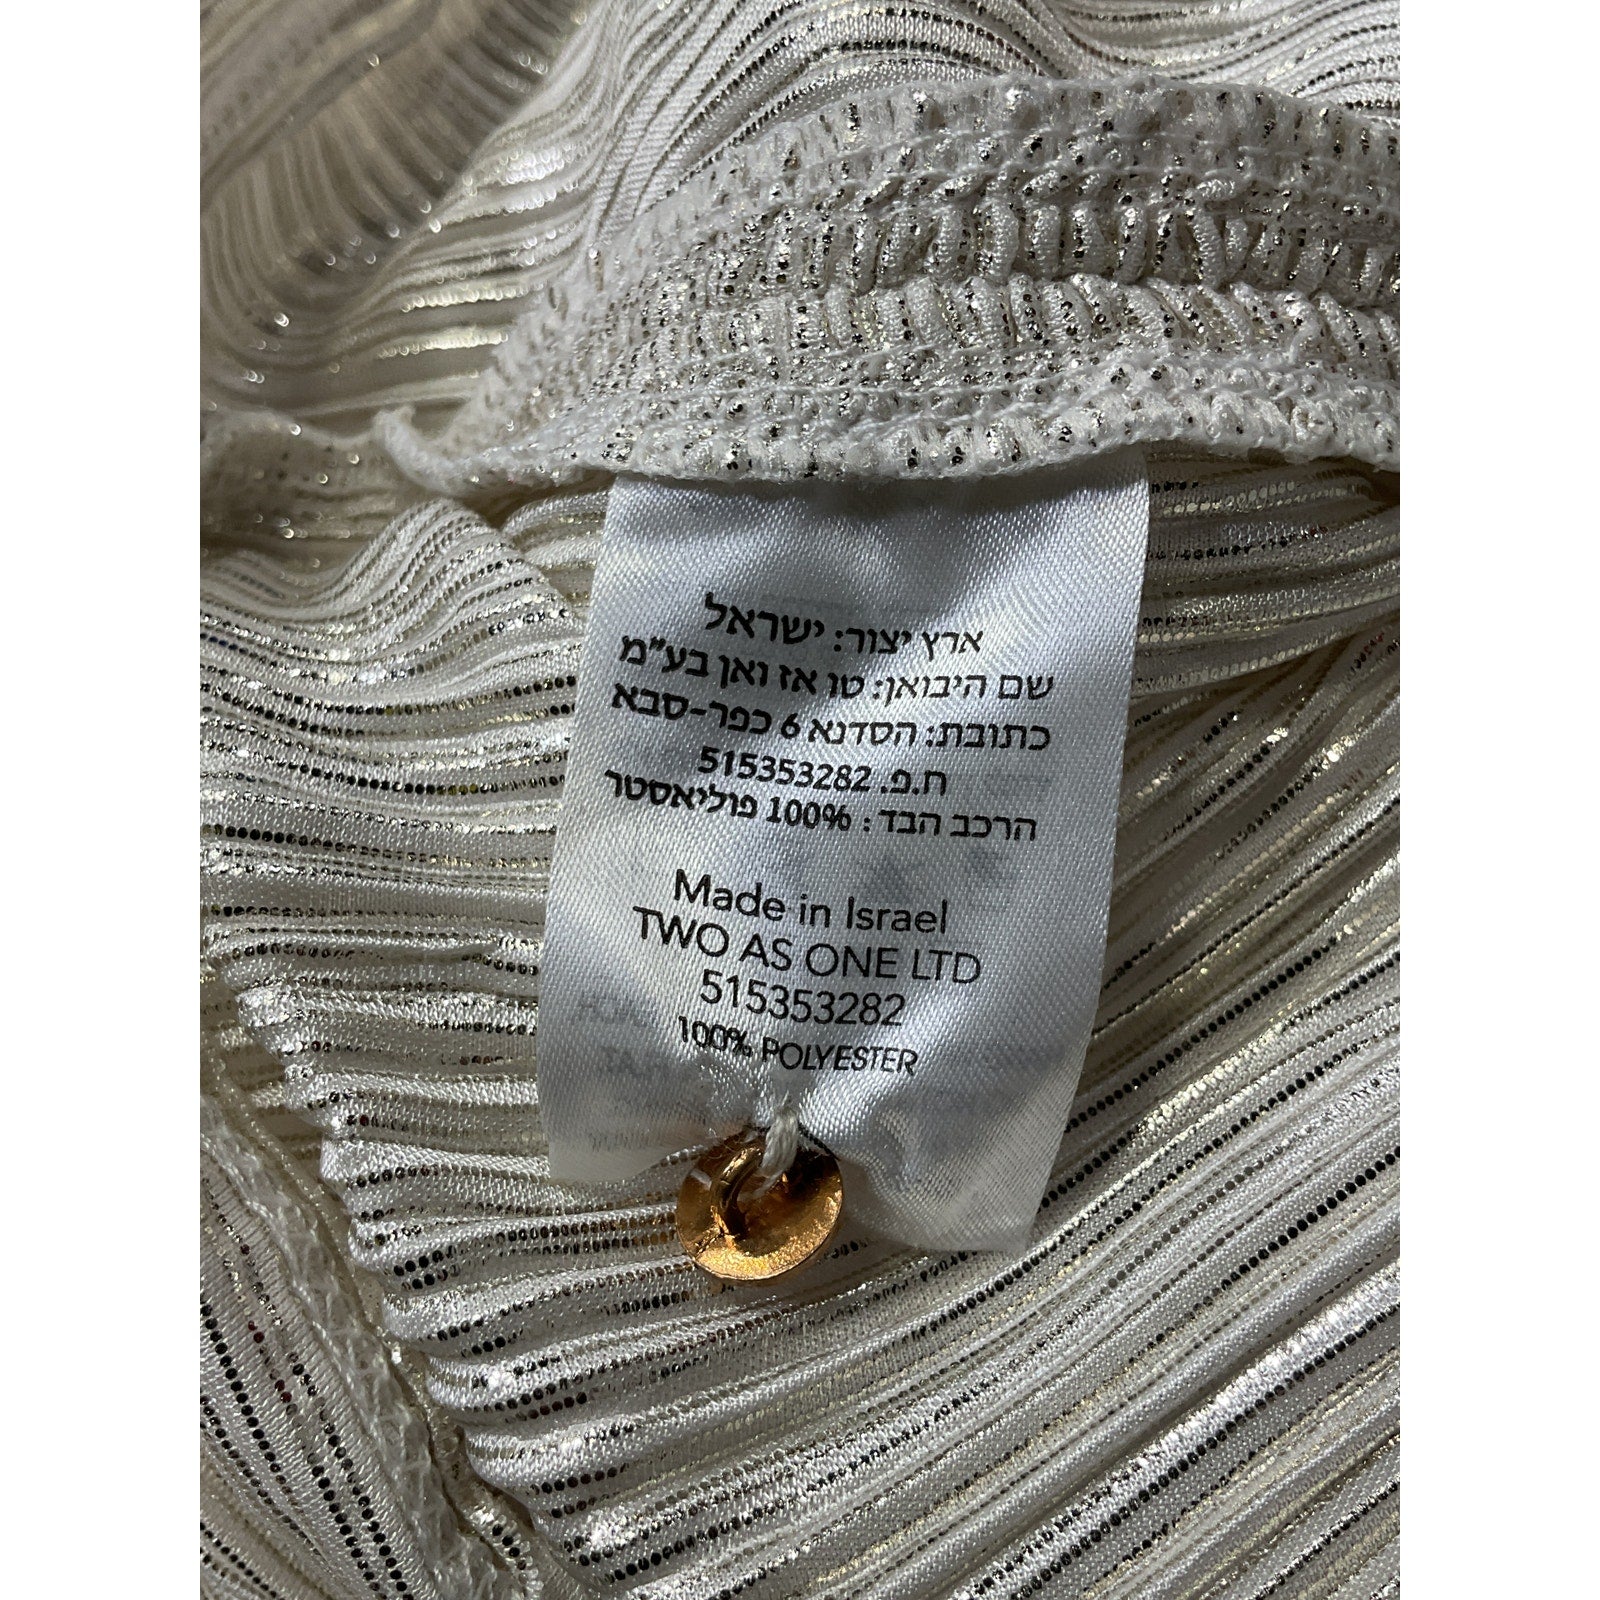 ארץ יצור: ישראל
שם היבואן: טו אז וואן בע"מ
כתובת: הסדנא 6 כפר-סבא
ח.פ. 515353282
הרכב הבד: 100% פוליאסטר
Made in Israel
TWO AS ONE LTD
515353282
100% POLYESTER